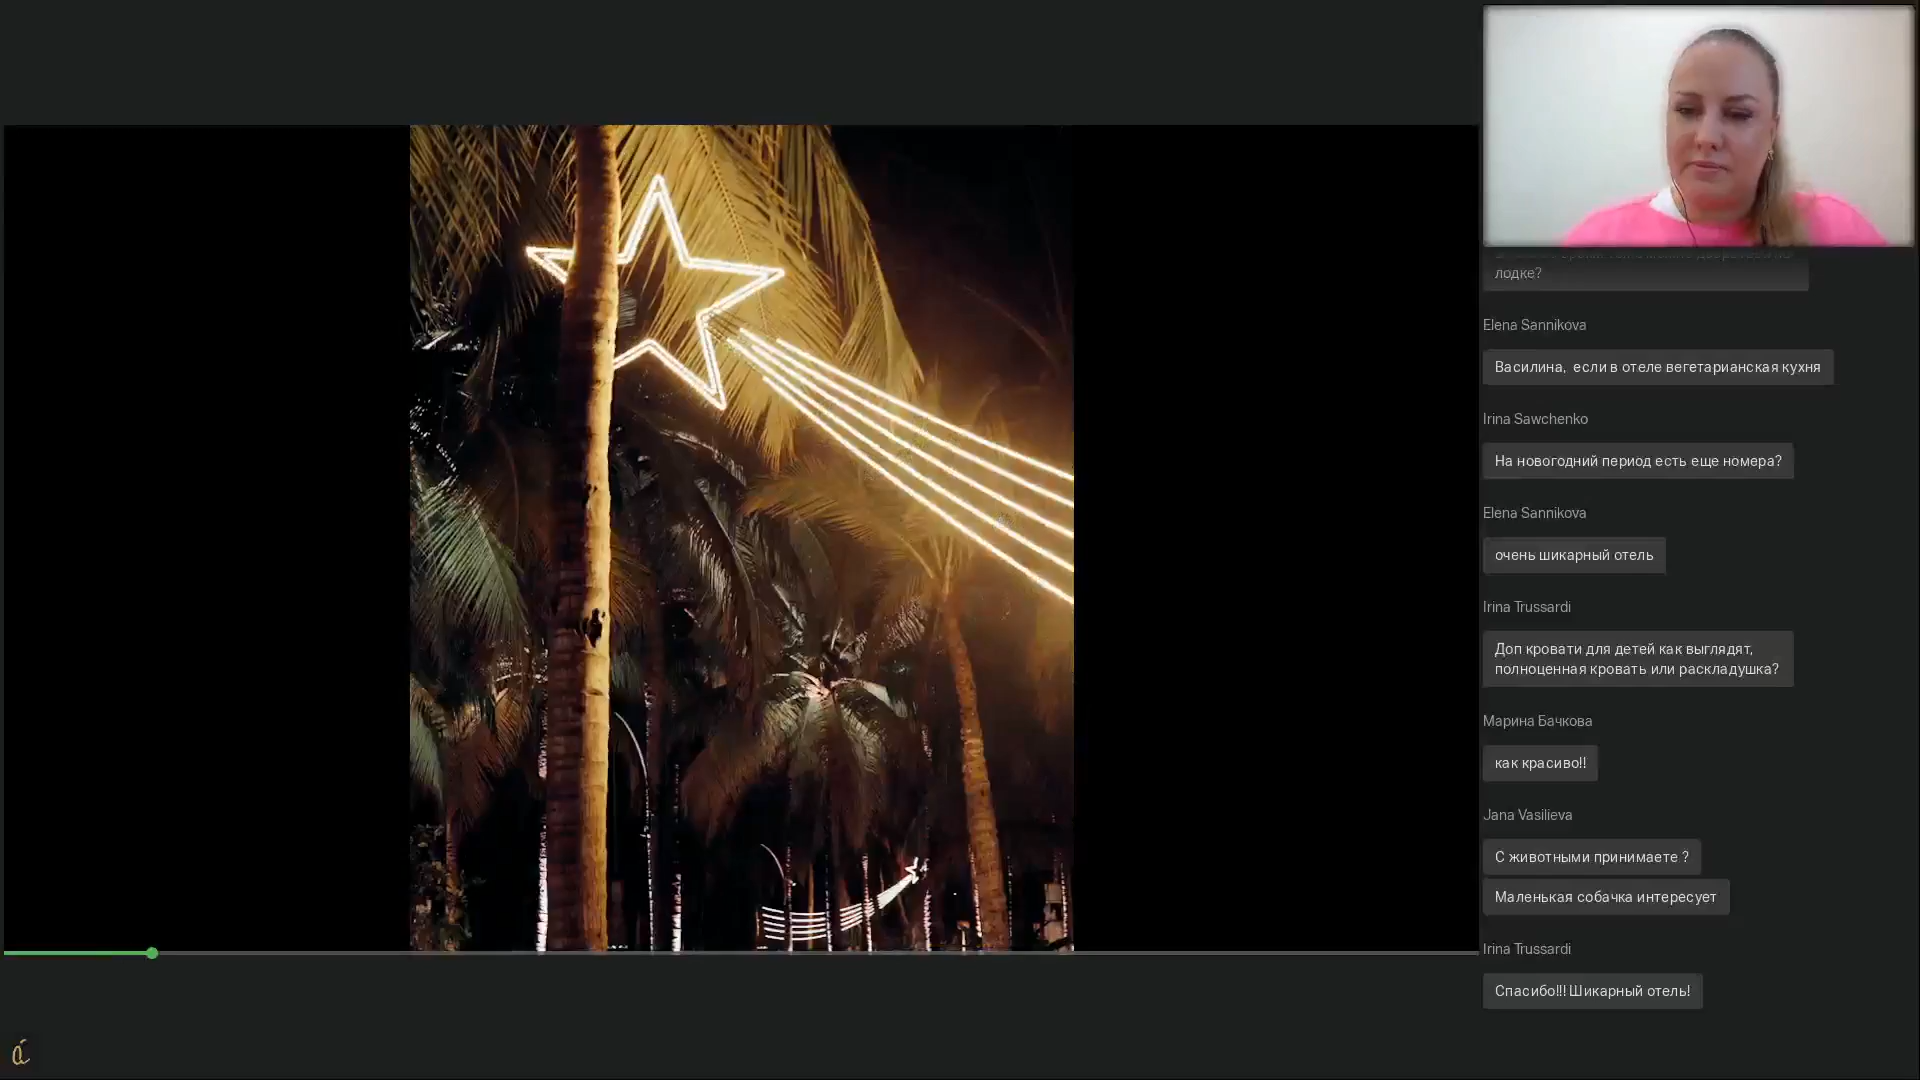 лодке?
Elena Sannikova
Василина, если в отеле вегетарианская кухня
Irina Sawchenko
На новогодний период есть еще номера?
Elena Sannikova
очень шикарный отель
Irina Trussardi
Доп кровати для детей как выглядят,
полноценная кровать или раскладушка?
Марина Бачкова
как красиво!!
Jana Vasilieva
С животными принимаете ?
Маленькая собачка интересует
Irina Trussardi
Спасибо!!! Шикарный отель!